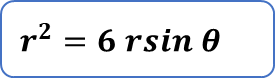 r² = 6 rsin θ